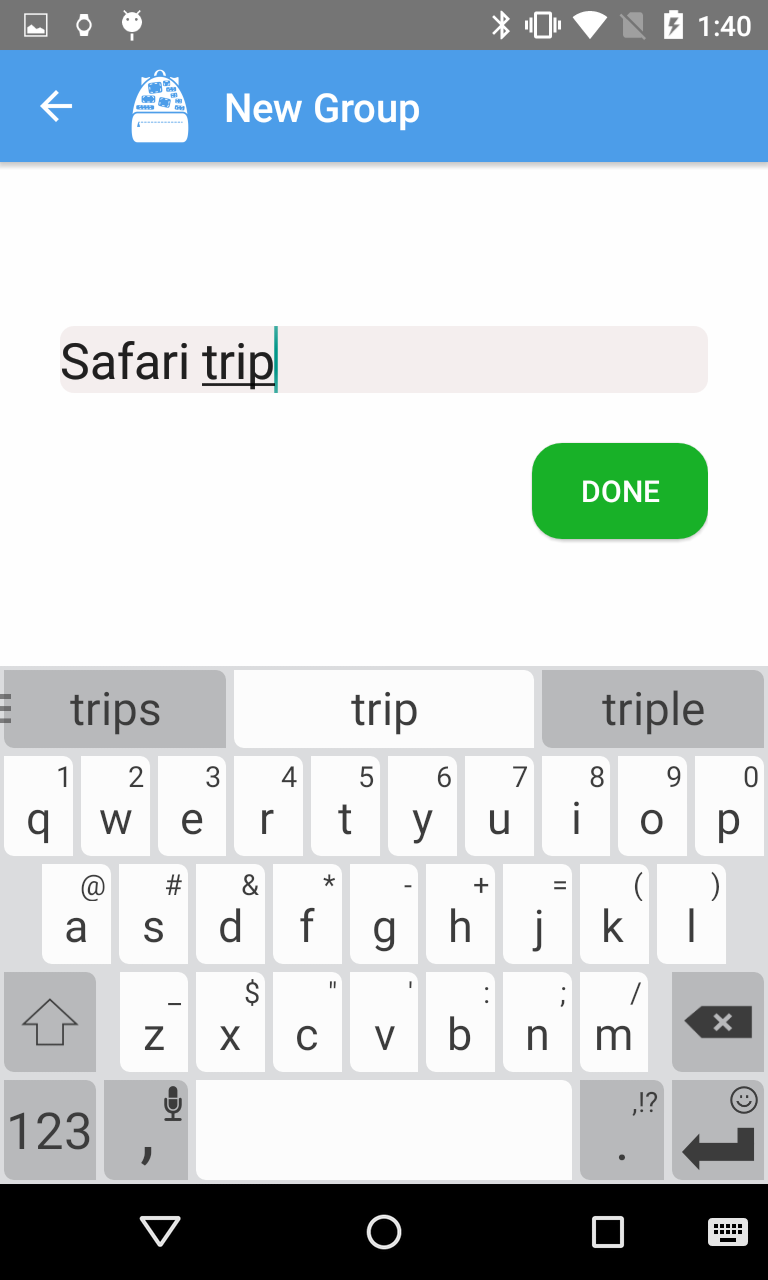 1:40
New Group
Safari trip
DONE
trips trip triple
1 2 3 4 5 6 7 8 9 0
q w e r t y u i o p
@ # & * - + = ( )
a s d f g h j k l
_ $ " ' : ; /
z x c v b n m
,!?
123 , .